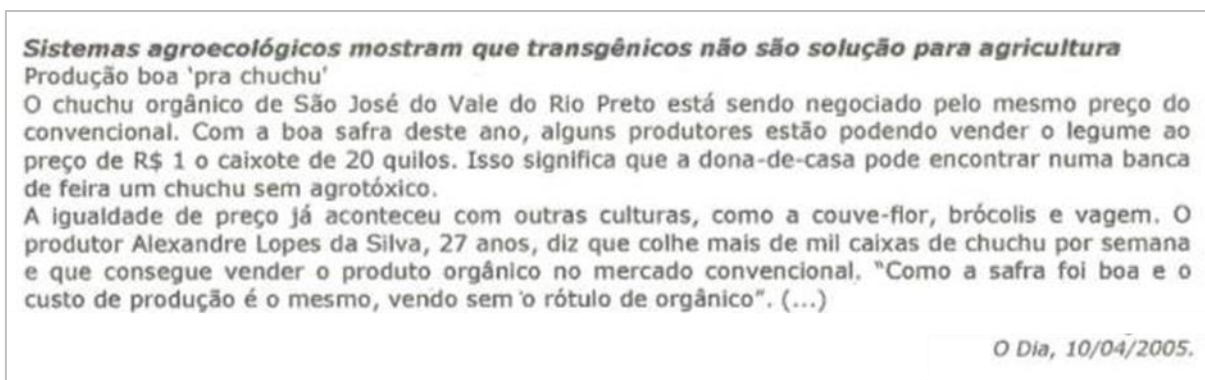 Sistemas agroecológicos mostram que transgênicos não são solução para agricultura
Produção boa 'pra chuchu'
O chuchu orgânico de São José do Vale do Rio Preto está sendo negociado pelo mesmo preço do
convencional. Com a boa safra deste ano, alguns produtores estão podendo vender o legume ao
preço de R$ 1 o caixote de 20 quilos. Isso significa que a dona-de-casa pode encontrar numa banca
de feira um chuchu sem agrotóxico.
A igualdade de preço já aconteceu com outras culturas, como a couve-flor, brócolis e vagem. O
produtor Alexandre Lopes da Silva, 27 anos, diz que colhe mais de mil caixas de chuchu por semana
e que consegue vender o produto orgânico no mercado convencional. "Como a safra foi boa e o
custo de produção é o mesmo, vendo sem o rótulo de orgânico". (...)
O Dia, 10/04/2005.